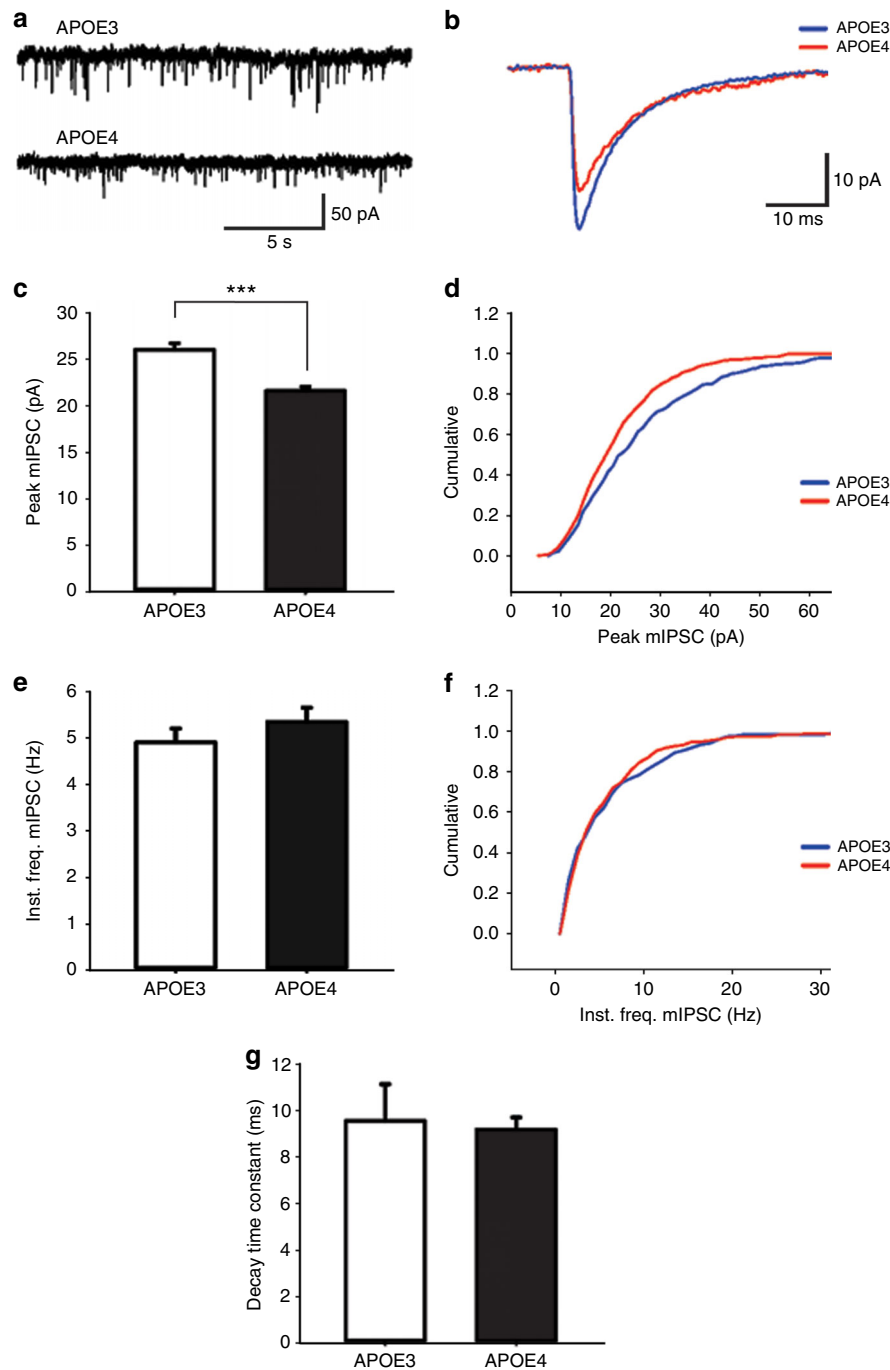 a
APOE3
APOE4
50 pA
5 s
b
APOE3
APOE4
10 pA
10 ms
c
***
30
25
20
15
10
5
0
Peak mIPSC (pA)
APOE3 APOE4
d
1.2
1.0
0.8
0.6
0.4
0.2
0.0
Cumulative
APOE3
APOE4
0 10 20 30 40 50 60
Peak mIPSC (pA)
e
6
5
4
3
2
1
0
Inst. freq. mIPSC (Hz)
APOE3 APOE4
f
1.2
1.0
0.8
0.6
0.4
0.2
0.0
Cumulative
APOE3
APOE4
0 10 20 30
Inst. freq. mIPSC (Hz)
g
12
10
8
6
4
2
0
Decay time constant (ms)
APOE3 APOE4